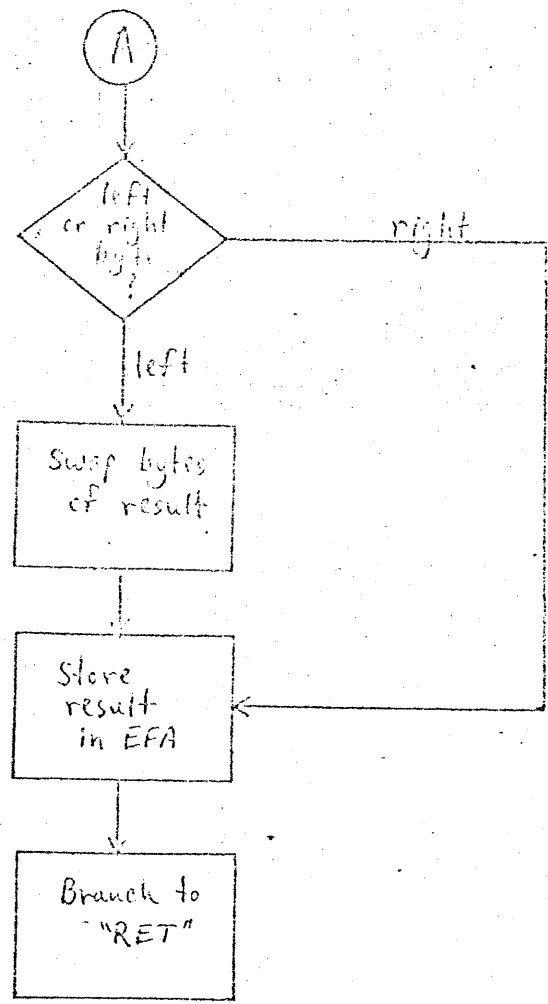 A
left
or right
byte
?
right
left
Swap bytes
of result
Store
result
in EFA
Branch to
"RET"